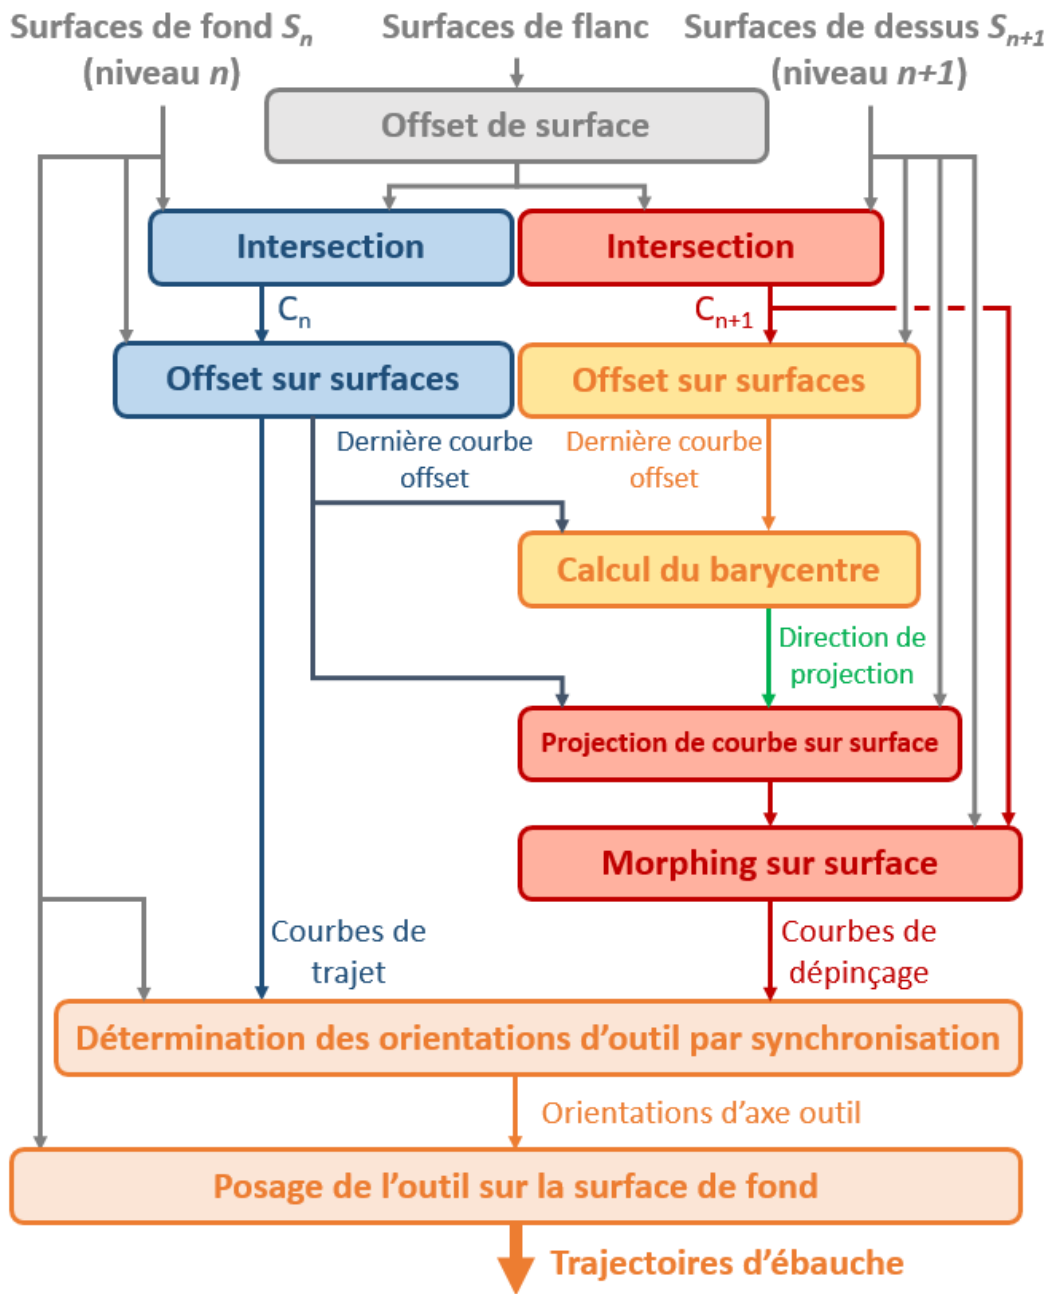 Surfaces de fond Sn
(niveau n)
Surfaces de flanc
Surfaces de dessus Sn+1
(niveau n+1)
Offset de surface
Intersection
Intersection
Cn
Cn+1
Offset sur surfaces
Offset sur surfaces
Dernière courbe
offset
Dernière courbe
offset
Calcul du barycentre
Direction de
projection
Projection de courbe sur surface
Morphing sur surface
Courbes de
trajet
Courbes de
dépinçage
Détermination des orientations d’outil par synchronisation
Orientations d’axe outil
Posage de l’outil sur la surface de fond
Trajectoires d’ébauche